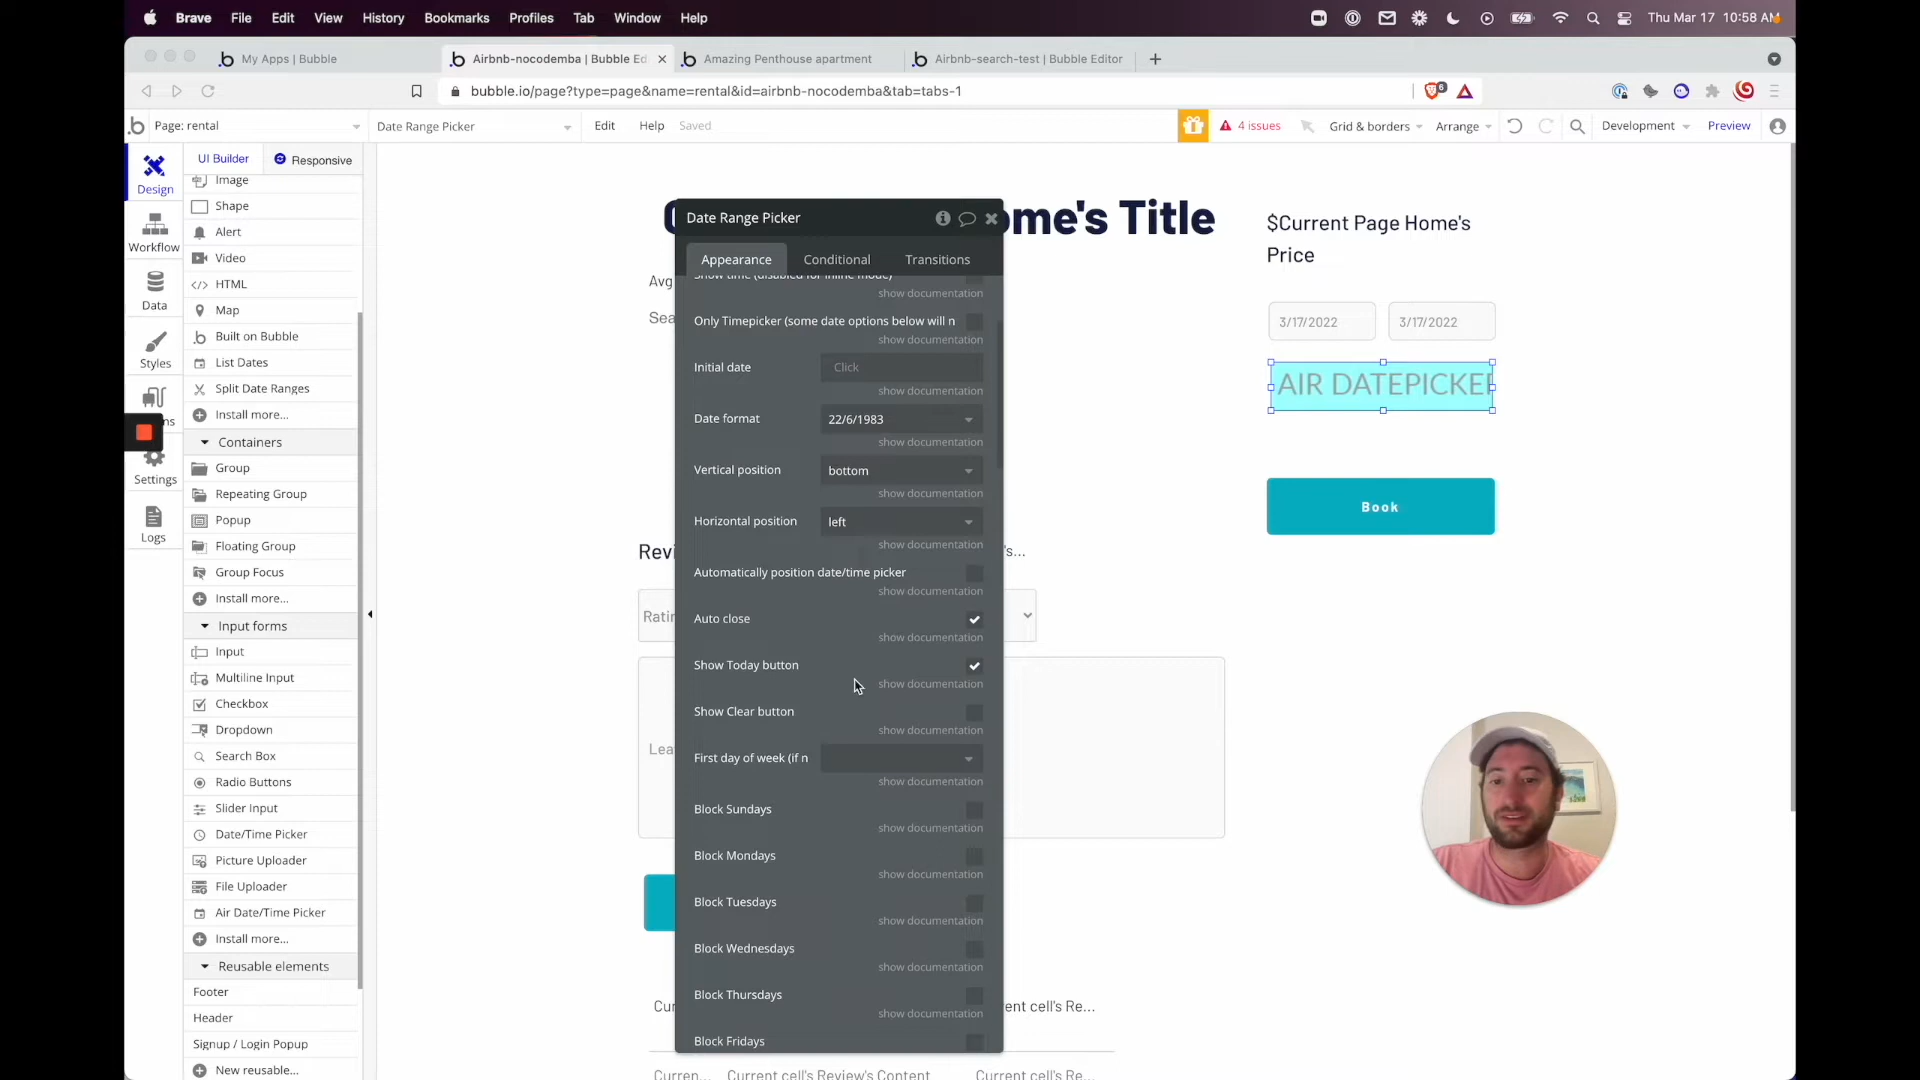 Brave File Edit View History Bookmarks Profiles Tab Window Help
Thu Mar 17 10:58 AM
My Apps | Bubble
Airbnb-nocodemba | Bubble Ed
Amazing Penthouse apartment
Airbnb-search-test | Bubble Editor
bubble.io/page?type=page&name=rental&id=airbnb-nocodemba&tab=tabs-1
6
Page: rental
Date Range Picker
Edit
Help
Saved
4 issues
Grid & borders
Arrange
Development
Preview
Design
Workflow
Data
Styles
ns
Settings
Logs
UI Builder
Responsive
Image
Shape
Alert
Video
HTML
Map
Built on Bubble
List Dates
Split Date Ranges
Install more...
Containers
Group
Repeating Group
Popup
Floating Group
Group Focus
Install more...
Input forms
Input
Multiline Input
Checkbox
Dropdown
Search Box
Radio Buttons
Slider Input
Date/Time Picker
Picture Uploader
File Uploader
Air Date/Time Picker
Install more...
Reusable elements
Footer
Header
Signup / Login Popup
New reusable...
Date Range Picker
Appearance
Conditional
Transitions
Show time (disabled for inline mode)
show documentation
Only Timepicker (some date options below will n
show documentation
Initial date
Click
show documentation
Date format
22/6/1983
show documentation
Vertical position
bottom
show documentation
Horizontal position
left
show documentation
Automatically position date/time picker
show documentation
Auto close
show documentation
Show Today button
show documentation
Show Clear button
show documentation
First day of week (if n
show documentation
Block Sundays
show documentation
Block Mondays
show documentation
Block Tuesdays
show documentation
Block Wednesdays
show documentation
Block Thursdays
show documentation
Block Fridays
C
ome's Title
Avg
Sea
Revi
's...
Ratin
Lea
Cur
ent cell's Re...
Curren...
Current cell's Review's Content
Current cell's Re...
$Current Page Home's
Price
3/17/2022
3/17/2022
AIR DATEPICKER
Book